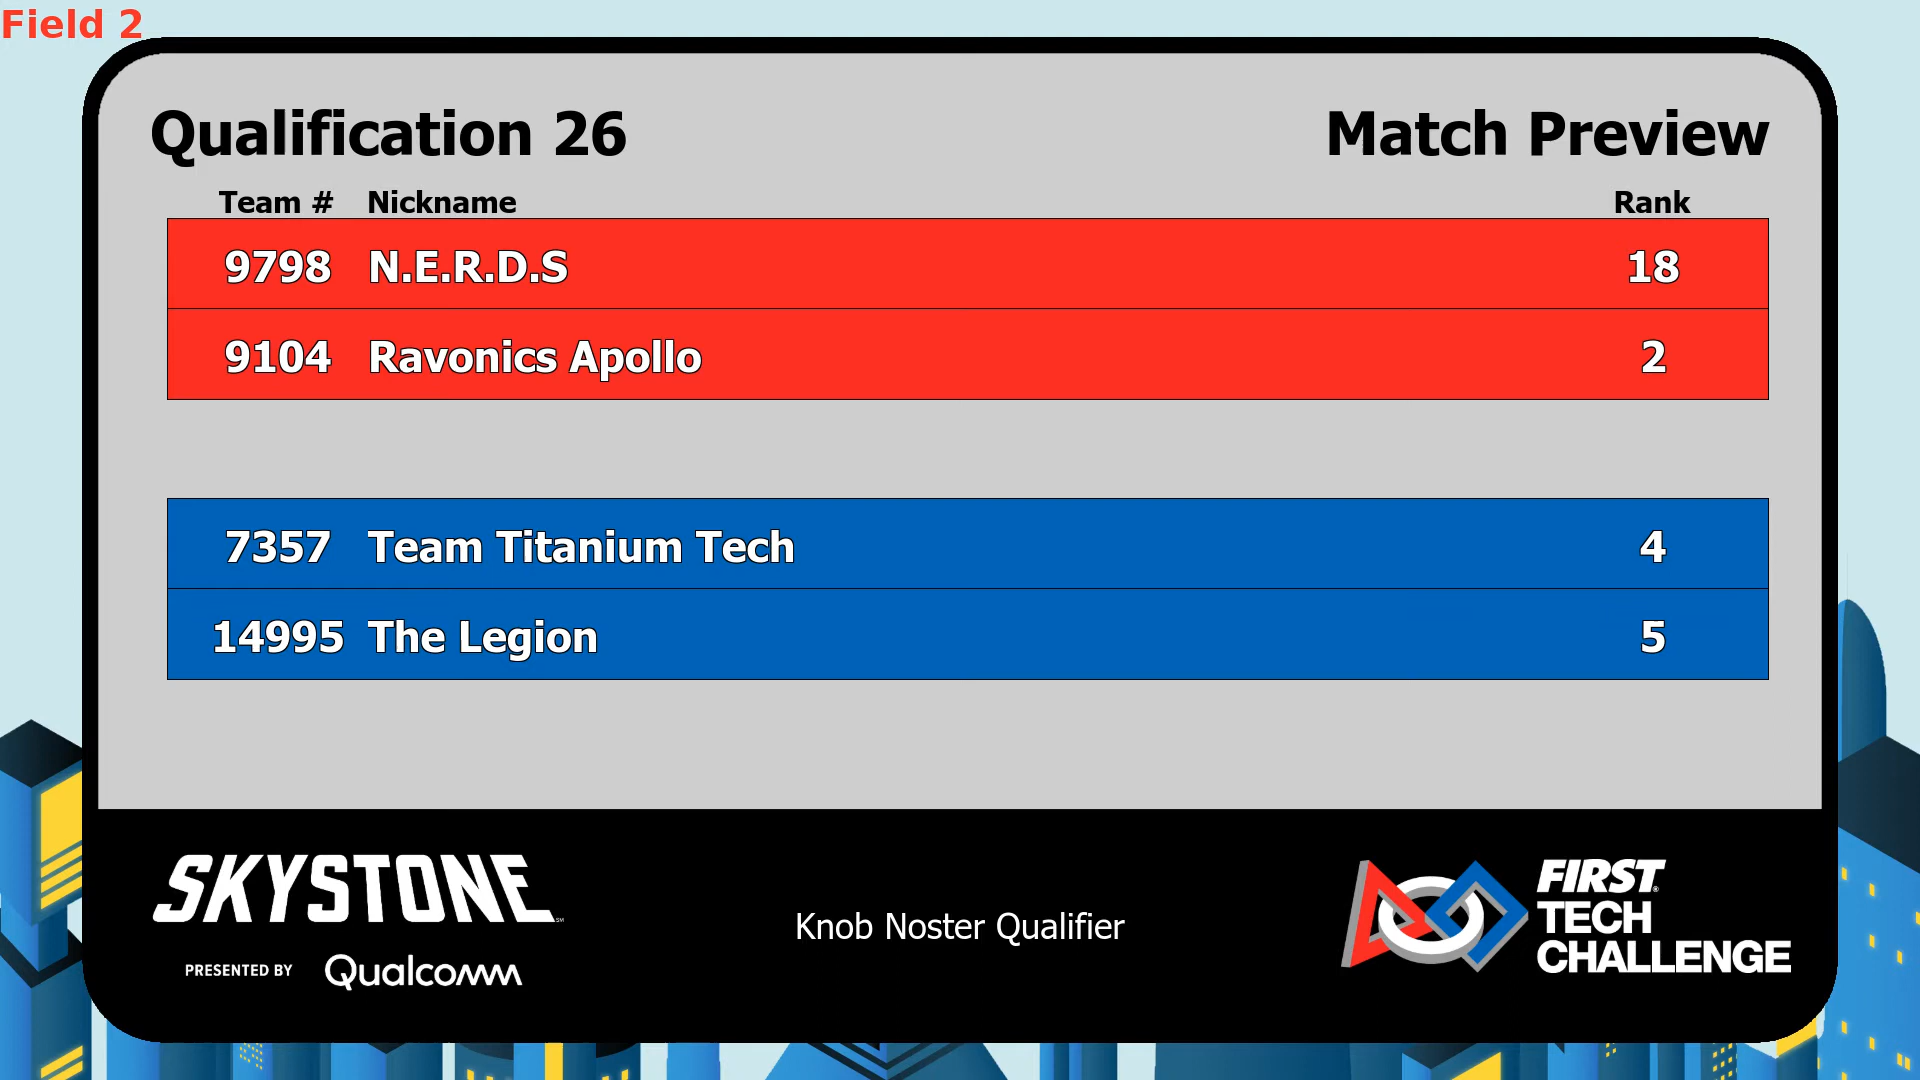 Field 2
Qualification 26 Match Preview
Team # Nickname Rank
9798 N.E.R.D.S 18
9104 Ravonics Apollo 2
7357 Team Titanium Tech 4
14995 The Legion 5
SKYSTONE SM
PRESENTED BY Qualcomm
Knob Noster Qualifier
FIRST®
TECH
CHALLENGE